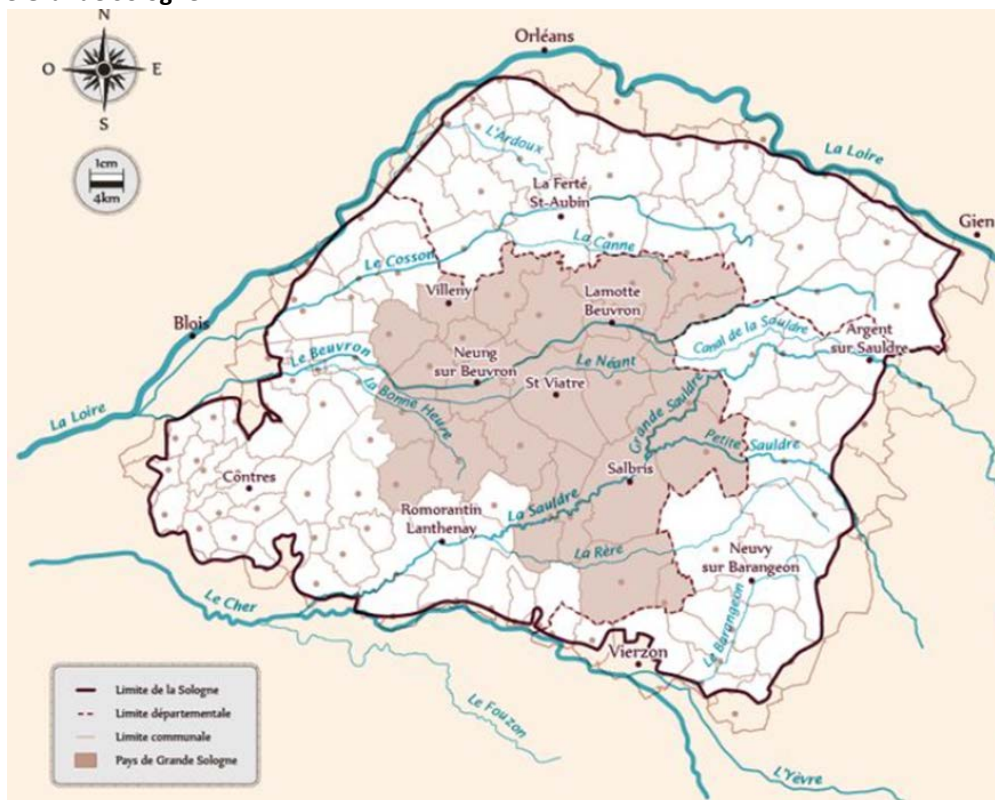 N
O
E
S
1cm
4km
Orléans
La Loire
Gien
L'Ardoux
La Ferté
St-Aubin
La Canne
Le Cosson
Villeny
Lamotte
Beuvron
Blois
Canal de la Sauldre
Argent
sur Sauldre
Le Beuvron
Neung
sur Beuvron
Le Néant
St Viatre
La Bonne Heure
Grande Sauldre
Petite Sauldre
La Loire
Côntres
Salbris
Romorantin
Lanthenay
La Sauldre
La Rère
Neuvy
sur Barangeon
Le Cher
Le Barangeon
Vierzon
Le Fouzon
L'Yèvre
Limite de la Sologne
Limite départementale
Limite communale
Pays de Grande Sologne